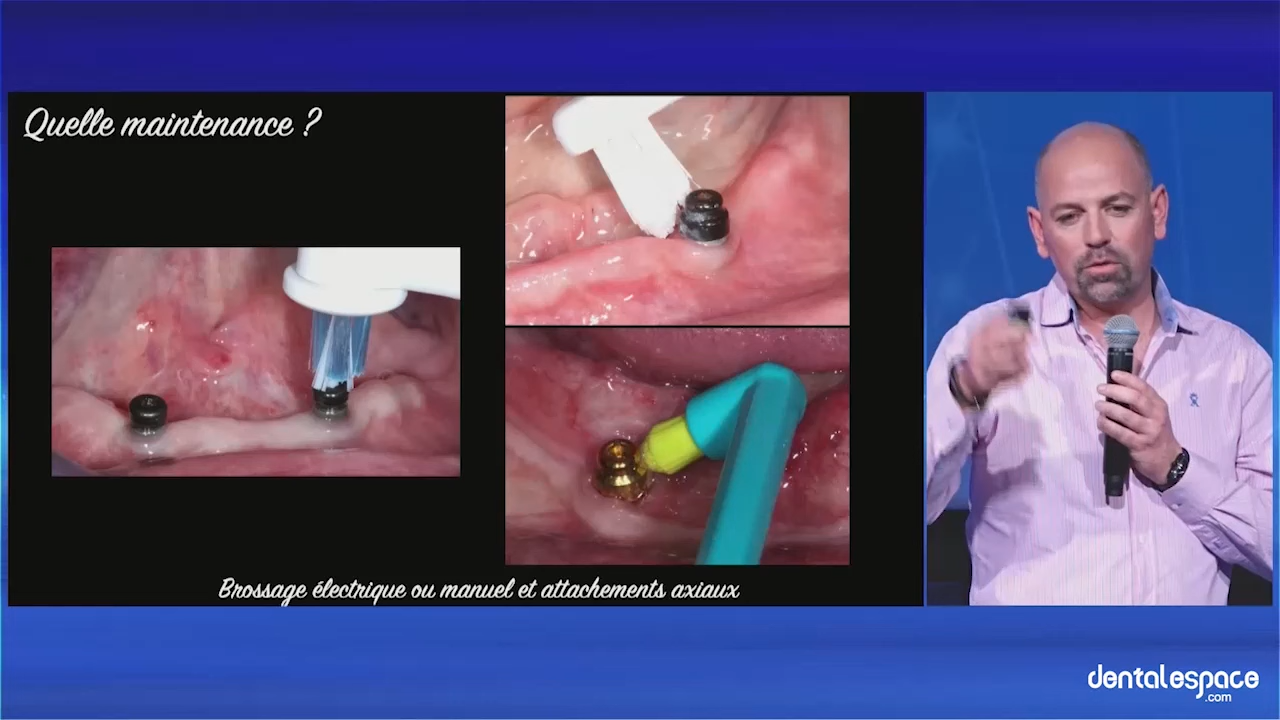 Quelle maintenance ?
Brossage électrique ou manuel et attachements axiaux
dentalespace
.com